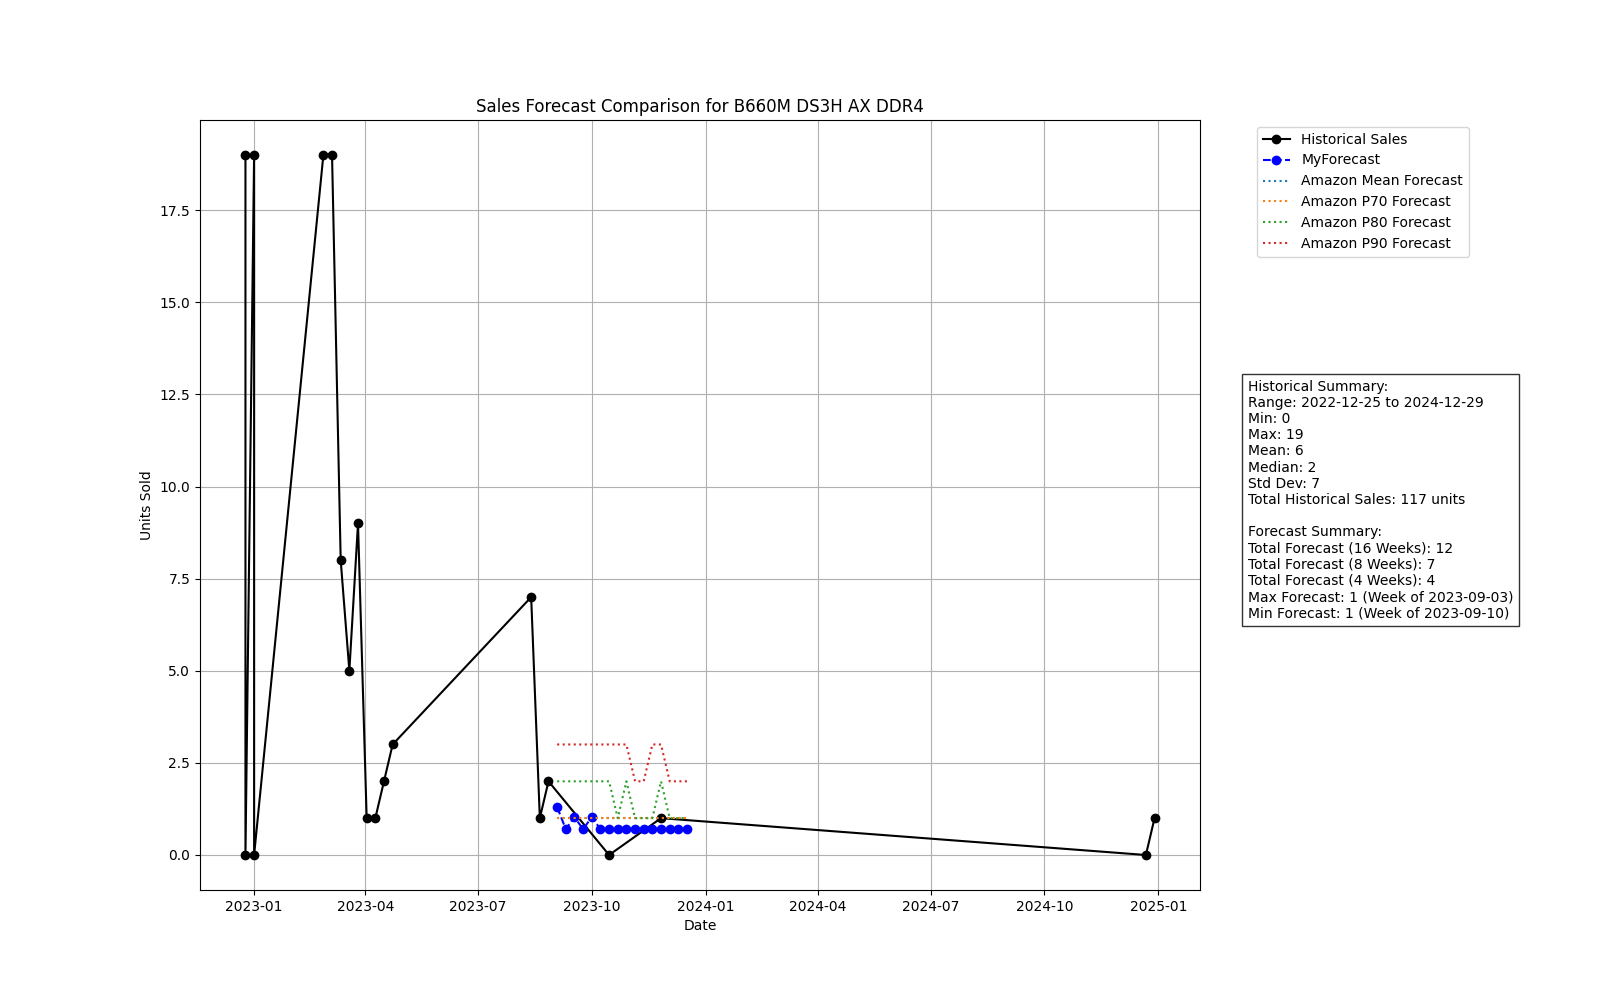 Sales Forecast Comparison for B660M DS3H AX DDR4
Historical Sales
MyForecast
Amazon Mean Forecast
Amazon P70 Forecast
Amazon P80 Forecast
Amazon P90 Forecast
17.5
15.0
12.5
10.0
7.5
5.0
2.5
0.0
Units Sold
2023-01
2023-04
2023-07
2023-10
2024-01
2024-04
2024-07
2024-10
2025-01
Date
Historical Summary:
Range: 2022-12-25 to 2024-12-29
Min: 0
Max: 19
Mean: 6
Median: 2
Std Dev: 7
Total Historical Sales: 117 units
Forecast Summary:
Total Forecast (16 Weeks): 12
Total Forecast (8 Weeks): 7
Total Forecast (4 Weeks): 4
Max Forecast: 1 (Week of 2023-09-03)
Min Forecast: 1 (Week of 2023-09-10)